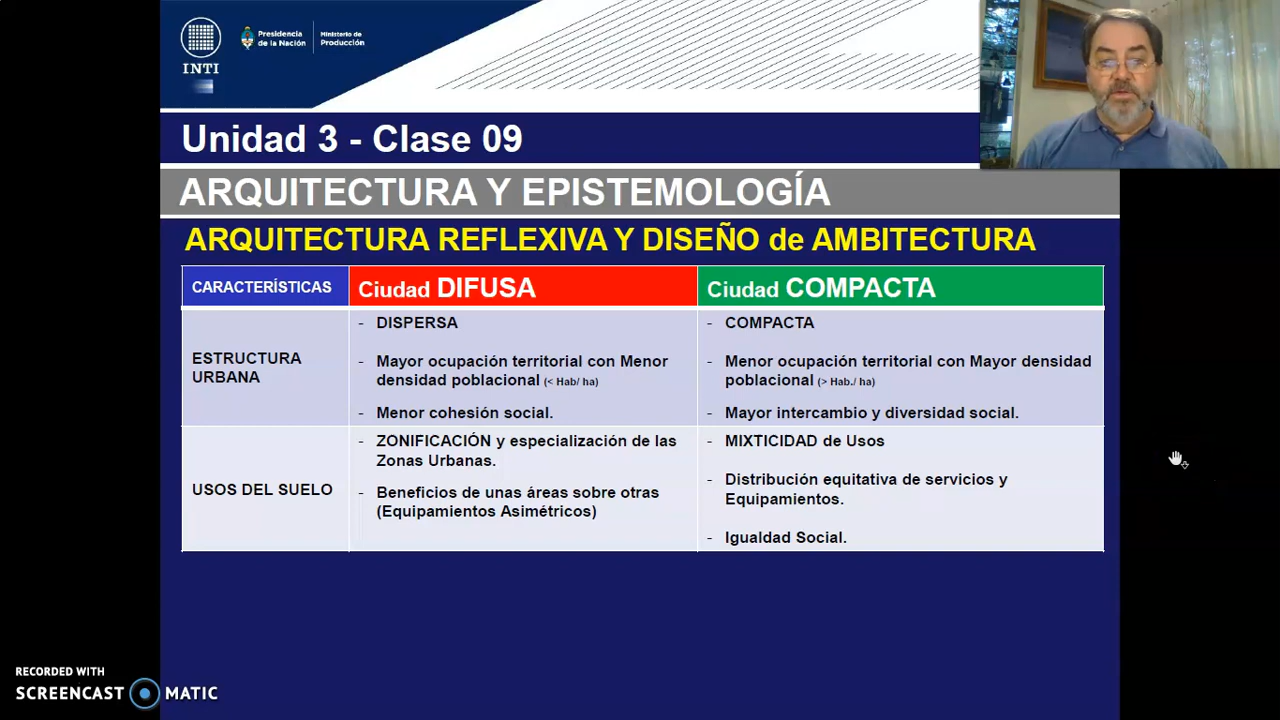 INTI
Presidencia
de la Nación
Ministerio de
Producción
Unidad 3 - Clase 09
ARQUITECTURA Y EPISTEMOLOGÍA
ARQUITECTURA REFLEXIVA Y DISEÑO de AMBITECTURA
CARACTERÍSTICAS
Ciudad DIFUSA
Ciudad COMPACTA
ESTRUCTURA
URBANA
- DISPERSA
- Mayor ocupación territorial con Menor
densidad poblacional (< Hab/ ha)
- Menor cohesión social.
- COMPACTA
- Menor ocupación territorial con Mayor densidad
poblacional (> Hab./ ha)
- Mayor intercambio y diversidad social.
USOS DEL SUELO
- ZONIFICACIÓN y especialización de las
Zonas Urbanas.
- Beneficios de unas áreas sobre otras
(Equipamientos Asimétricos)
- MIXTICIDAD de Usos
- Distribución equitativa de servicios y
Equipamientos.
- Igualdad Social.
RECORDED WITH
SCREENCAST MATIC